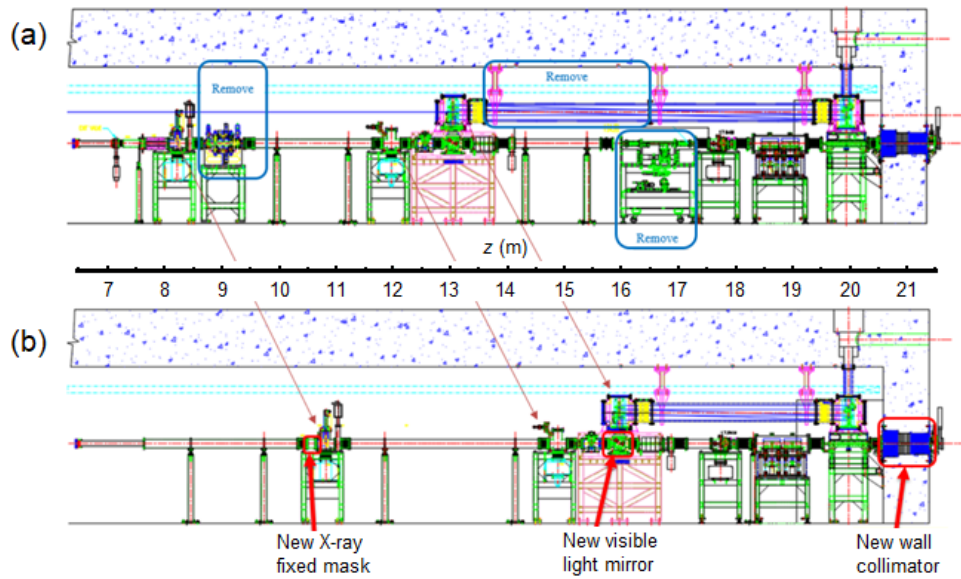 (a)
Remove
Remove
Remove
z (m)
7 8 9 10 11 12 13 14 15 16 17 18 19 20 21
(b)
New X-ray
fixed mask
New visible
light mirror
New wall
collimator